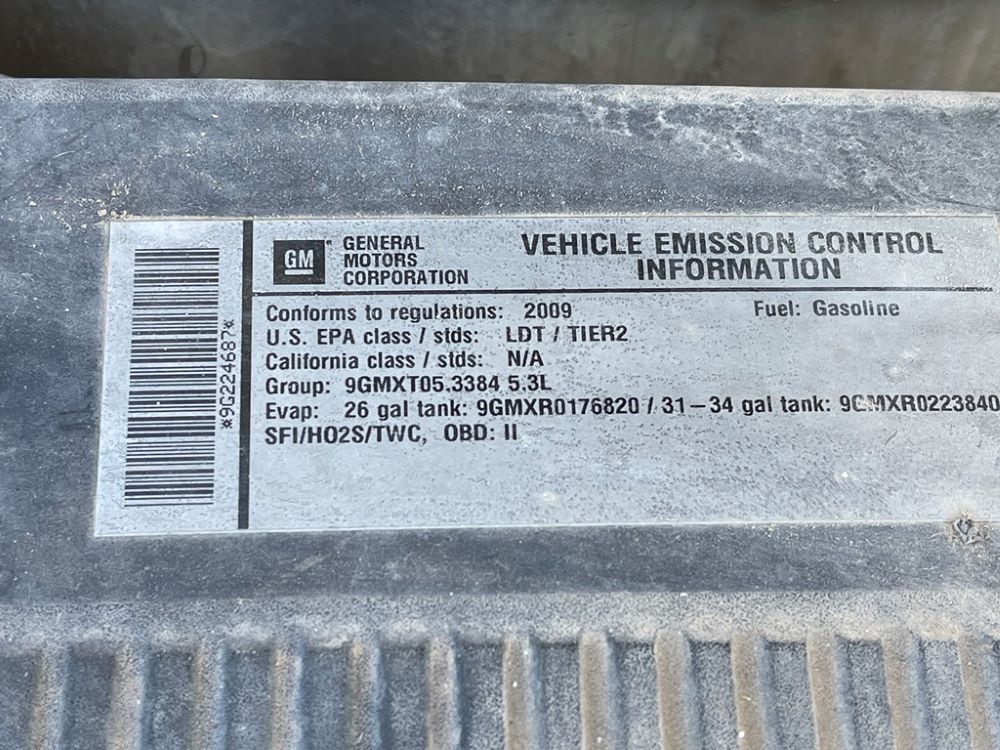 *9G224687*
GM
GENERAL
MOTORS
CORPORATION
VEHICLE EMISSION CONTROL
INFORMATION
Conforms to regulations: 2009
Fuel: Gasoline
U.S. EPA class / stds: LDT / TIER2
California class / stds: N/A
Group: 9GMXT05.3384 5.3L
Evap: 26 gal tank: 9GMXR0176820 / 31-34 gal tank: 9GMXR0223840
SFI/HO2S/TWC, OBD: II